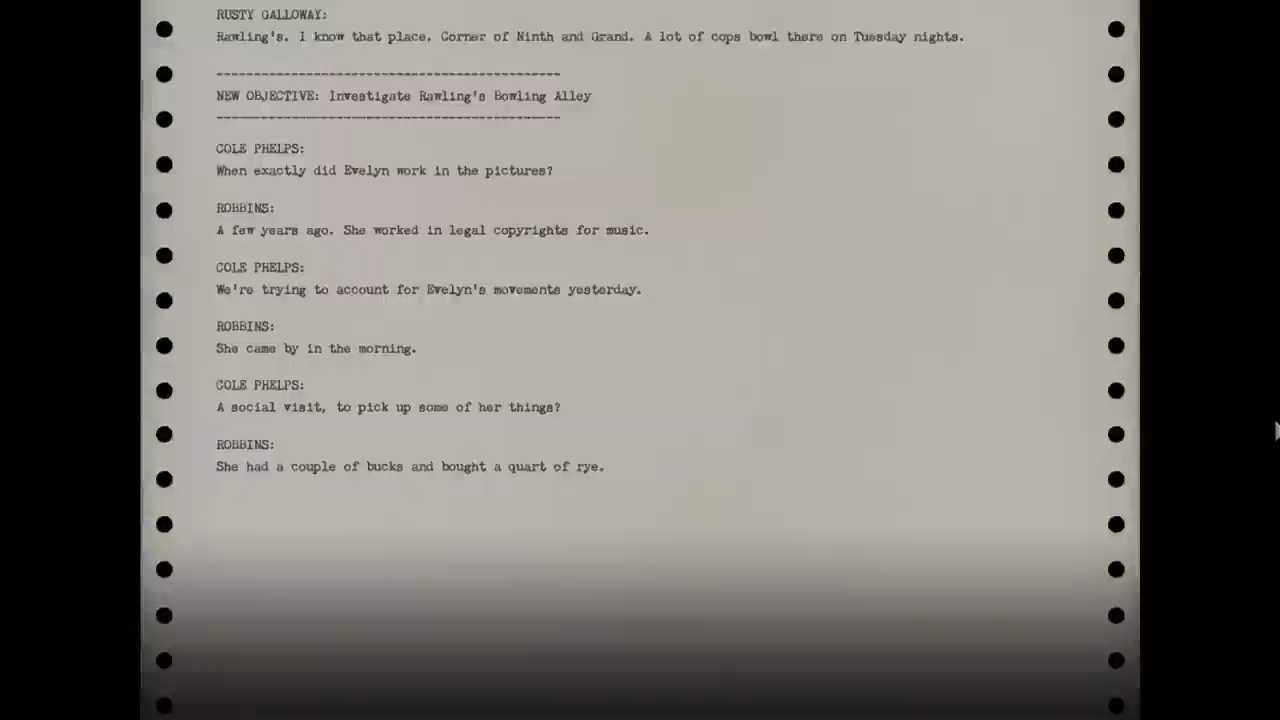 RUSTY GALLOWAY:
Rawling's. I know that place, Corner of Ninth and Grand. A lot of cops bowl there on Tuesday nights.
----------------------------------------------
NEW OBJECTIVE: Investigate Rawling's Bowling Alley
----------------------------------------------
COLE PHELPS:
When exactly did Evelyn work in the pictures?
ROBBINS:
A few years ago. She worked in legal copyrights for music.
COLE PHELPS:
We're trying to account for Evelyn's movements yesterday.
ROBBINS:
She came by in the morning.
COLE PHELPS:
A social visit, to pick up some of her things?
ROBBINS:
She had a couple of bucks and bought a quart of rye.